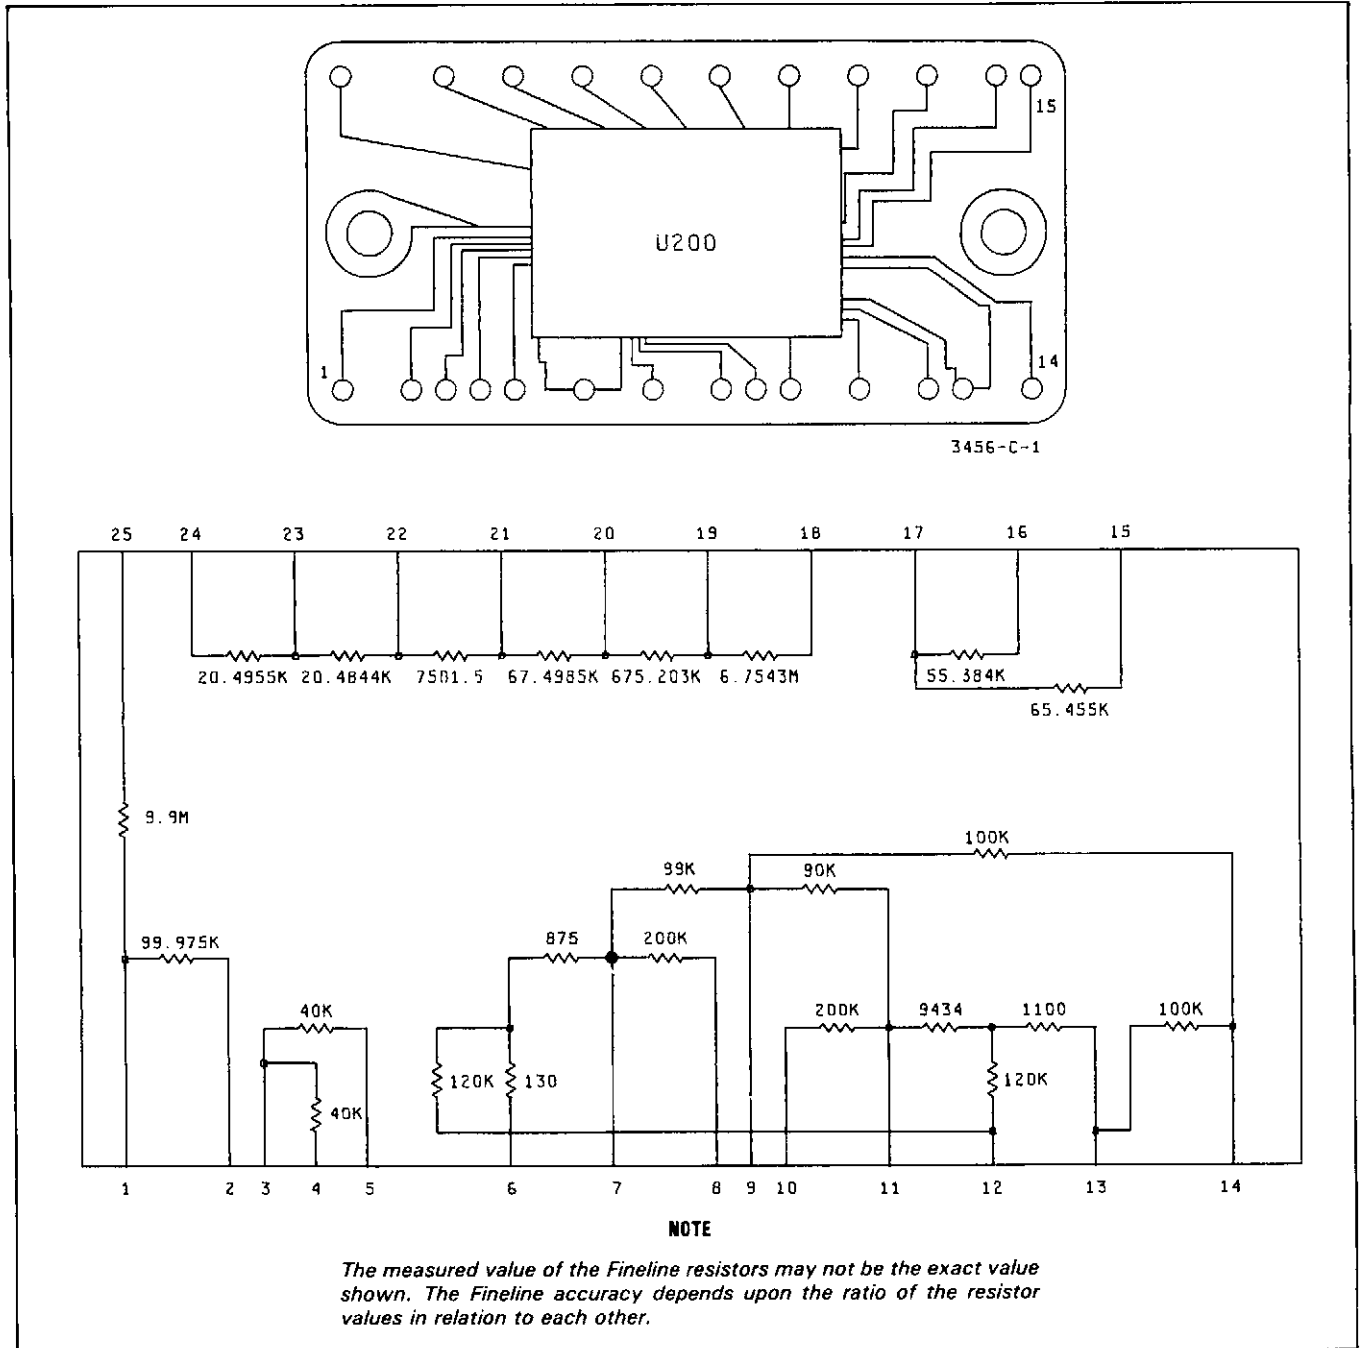 15
U200
1
14
3456-C-1
25 24 23 22 21 20 19 18 17 16 15
20.4955K 20.4844K 7501.5 67.4985K 675.203K 6.7543M 55.384K
65.455K
9.9M
100K
99K 90K
99.975K 875 200K
40K 200K 9434 1100 100K
120K 130 120K
40K
1 2 3 4 5 6 7 8 9 10 11 12 13 14
NOTE
The measured value of the Fineline resistors may not be the exact value
shown. The Fineline accuracy depends upon the ratio of the resistor
values in relation to each other.